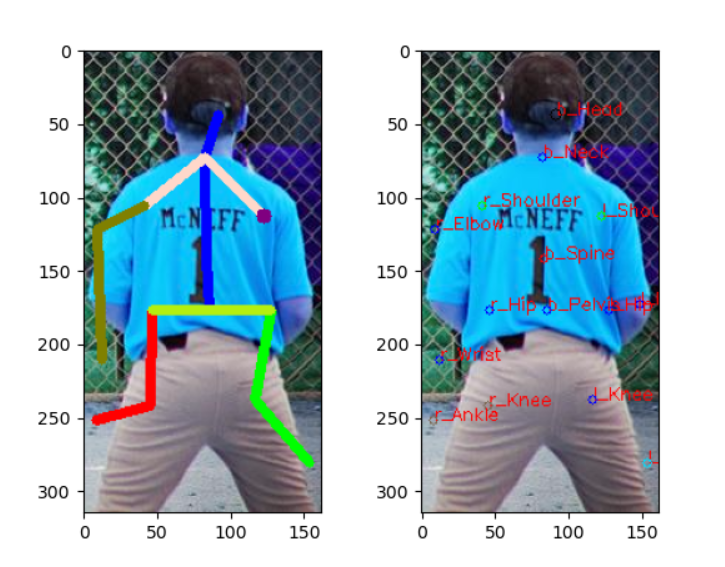 0
50
100
150
200
250
300
0 50 100 150
McNEFF
1
0
50
100
150
200
250
300
0 50 100 150
b_Head
b_Neck
r_Shoulder
l_Shou
r_Elbow
McNEFF
b_Spine
1
r_Hip
b_Pelvis
l_Hip
r_Wrist
l_Knee
r_Knee
r_Ankle